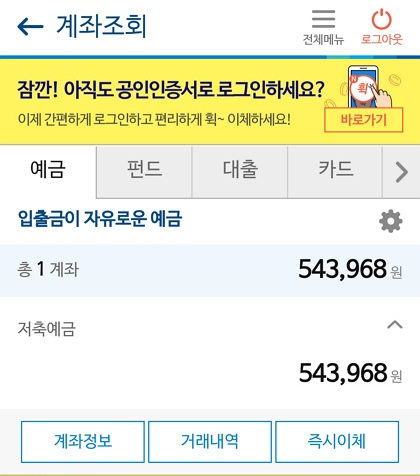 계좌조회
전체메뉴
로그아웃
잠깐! 아직도 공인인증서로 로그인하세요?
이제 간편하게 로그인하고 편리하게 휙~ 이체하세요!
N
휙
바로가기
예금
펀드
대출
카드
입출금이 자유로운 예금
총 1 계좌
543,968 원
저축예금
543,968 원
계좌정보
거래내역
즉시이체